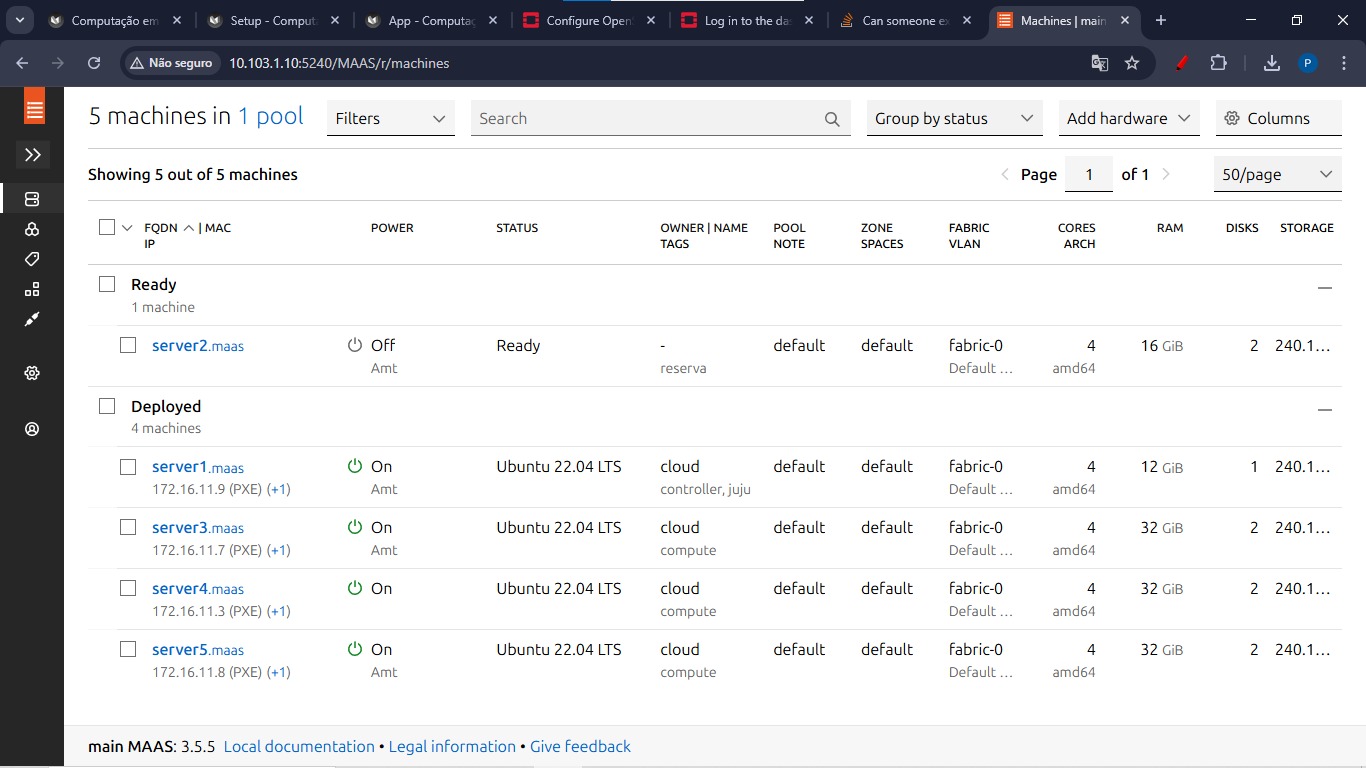 Computação em
Setup - Computa
App - Computaç
Configure Open
Log in to the da
Can someone ex
Machines | main
Não seguro
10.103.1.10:5240/MAAS/r/machines
P
5 machines in 1 pool
Filters
Search
Group by status
Add hardware
Columns
Showing 5 out of 5 machines
Page 1 of 1
50/page
FQDN | MAC POWER STATUS OWNER | NAME POOL ZONE FABRIC CORES RAM DISKS STORAGE
IP TAGS NOTE SPACES VLAN ARCH
Ready
1 machine
server2.maas Off Ready - default default fabric-0 4 16 GiB 2 240.1...
Amt reserva Default ... amd64
Deployed
4 machines
server1.maas On Ubuntu 22.04 LTS cloud default default fabric-0 4 12 GiB 1 240.1...
172.16.11.9 (PXE) (+1) Amt controller, juju Default ... amd64
server3.maas On Ubuntu 22.04 LTS cloud default default fabric-0 4 32 GiB 2 240.1...
172.16.11.7 (PXE) (+1) Amt compute Default ... amd64
server4.maas On Ubuntu 22.04 LTS cloud default default fabric-0 4 32 GiB 2 240.1...
172.16.11.3 (PXE) (+1) compute Default ... amd64
server5.maas On Ubuntu 22.04 LTS cloud default default fabric-0 4 32 GiB 2 240.1...
172.16.11.8 (PXE) (+1) Amt compute Default ... amd64
main MAAS: 3.5.5 Local documentation • Legal information • Give feedback